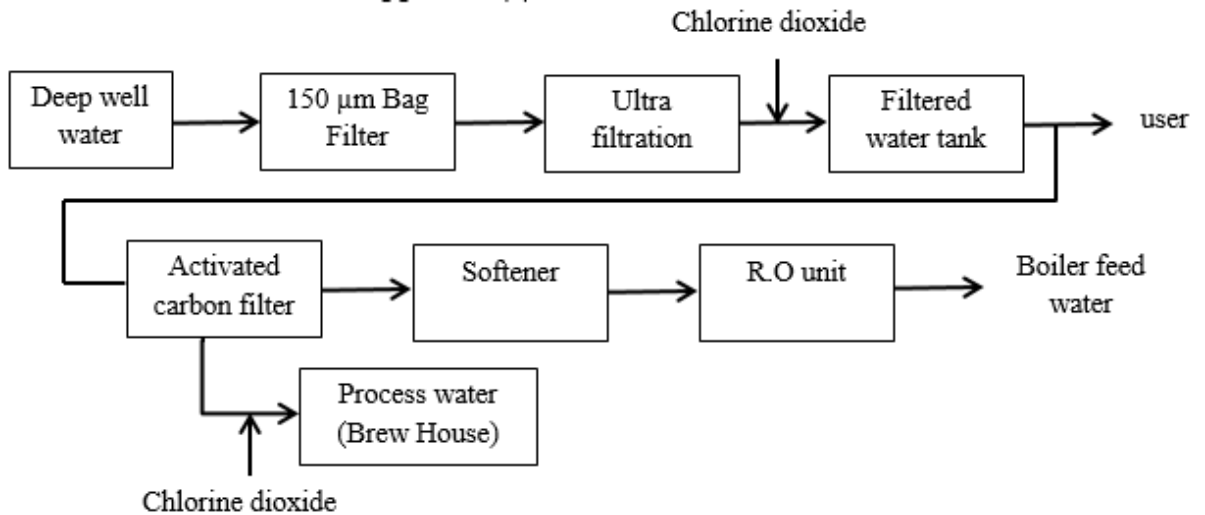 Chlorine dioxide
Deep well
water
150 µm Bag
Filter
Ultra
filtration
Filtered
water tank
user
Activated
carbon filter
Softener
R.O unit
Boiler feed
water
Process water
(Brew House)
Chlorine dioxide